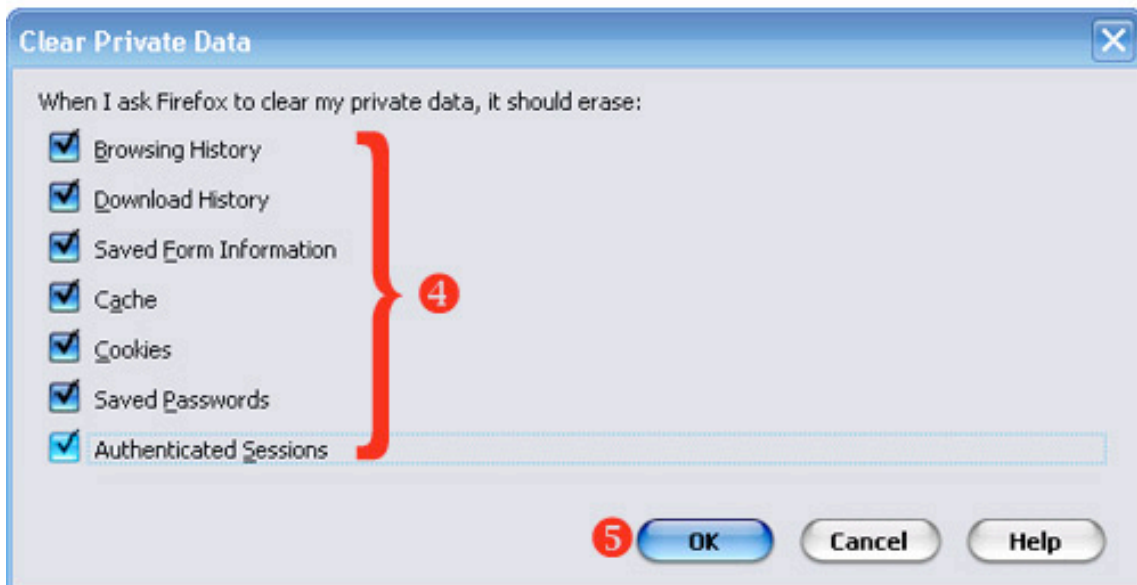 Clear Private Data
When I ask Firefox to clear my private data, it should erase:
Browsing History
Download History
Saved Form Information
Cache
4
Cookies
Saved Passwords
Authenticated Sessions
5 OK Cancel Help